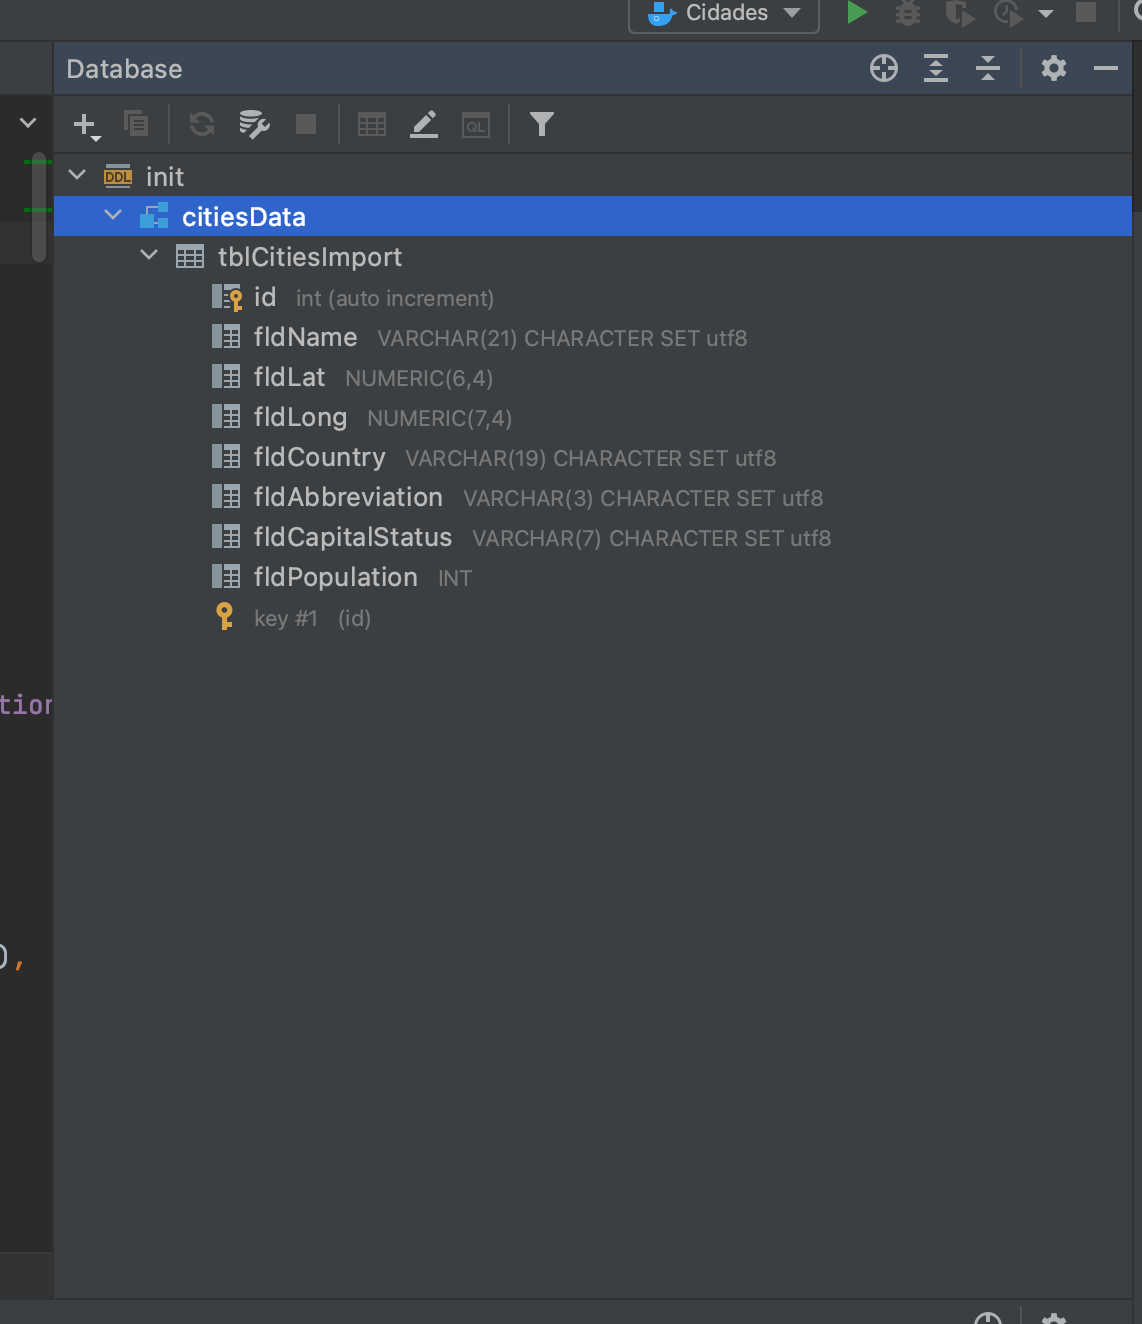 Cidades
Database
QL
DDL init
citiesData
tblCitiesImport
id int (auto increment)
fldName VARCHAR(21) CHARACTER SET utf8
fldLat NUMERIC(6,4)
fldLong NUMERIC(7,4)
fldCountry VARCHAR(19) CHARACTER SET utf8
fldAbbreviation VARCHAR(3) CHARACTER SET utf8
fldCapitalStatus VARCHAR(7) CHARACTER SET utf8
fldPopulation INT
key #1 (id)
tion
),